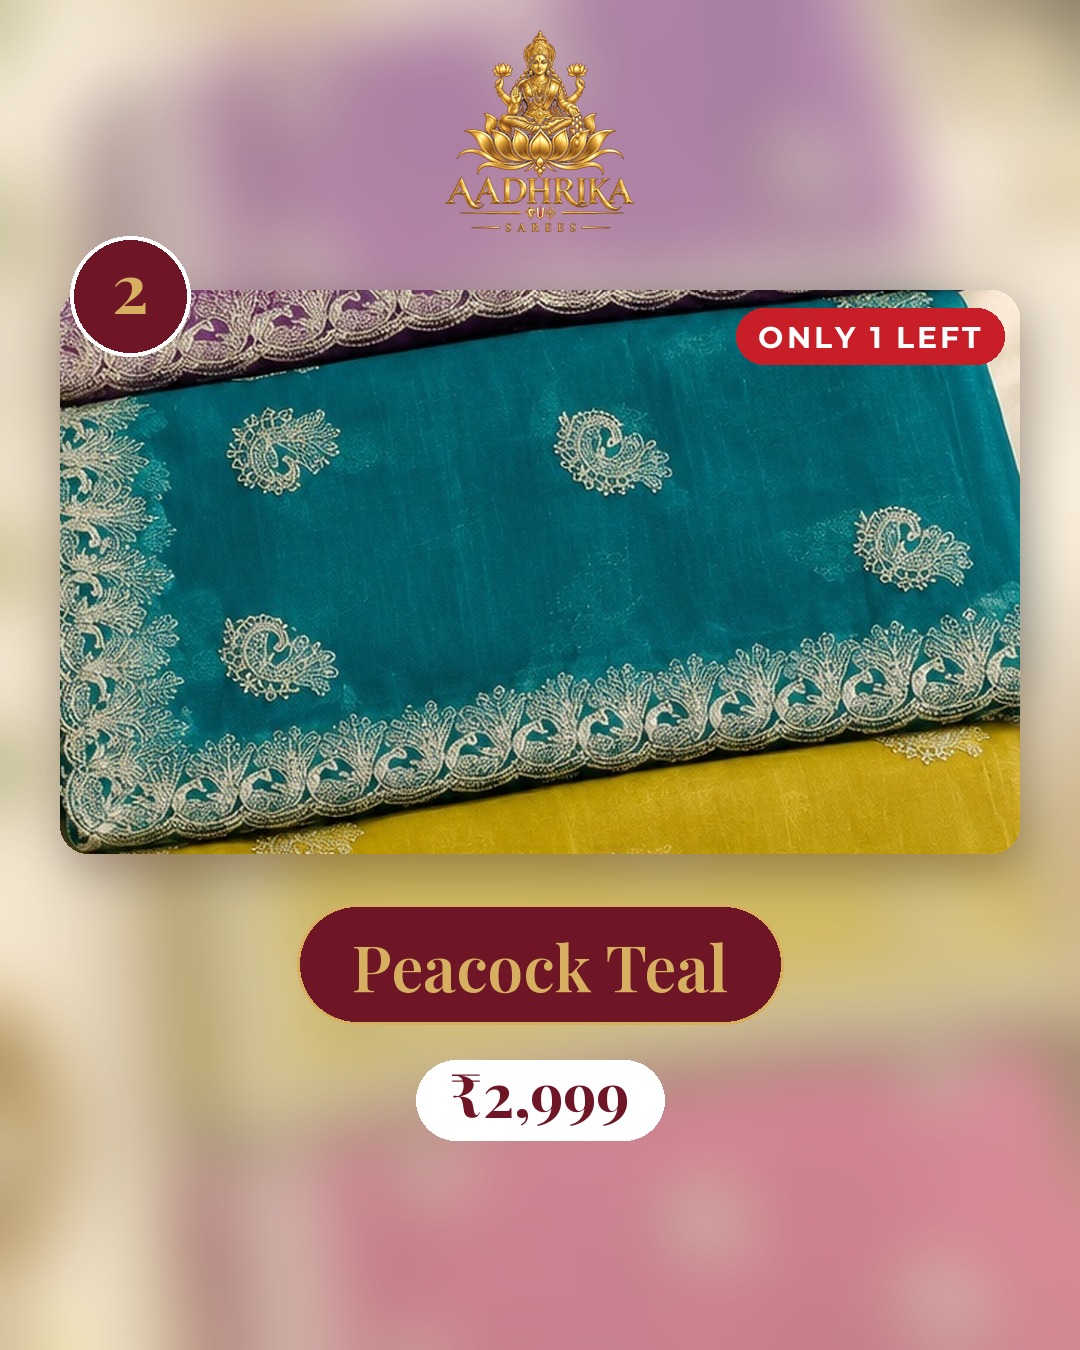 AADHRIKA
SAREES
2
ONLY 1 LEFT
Peacock Teal
₹2,999